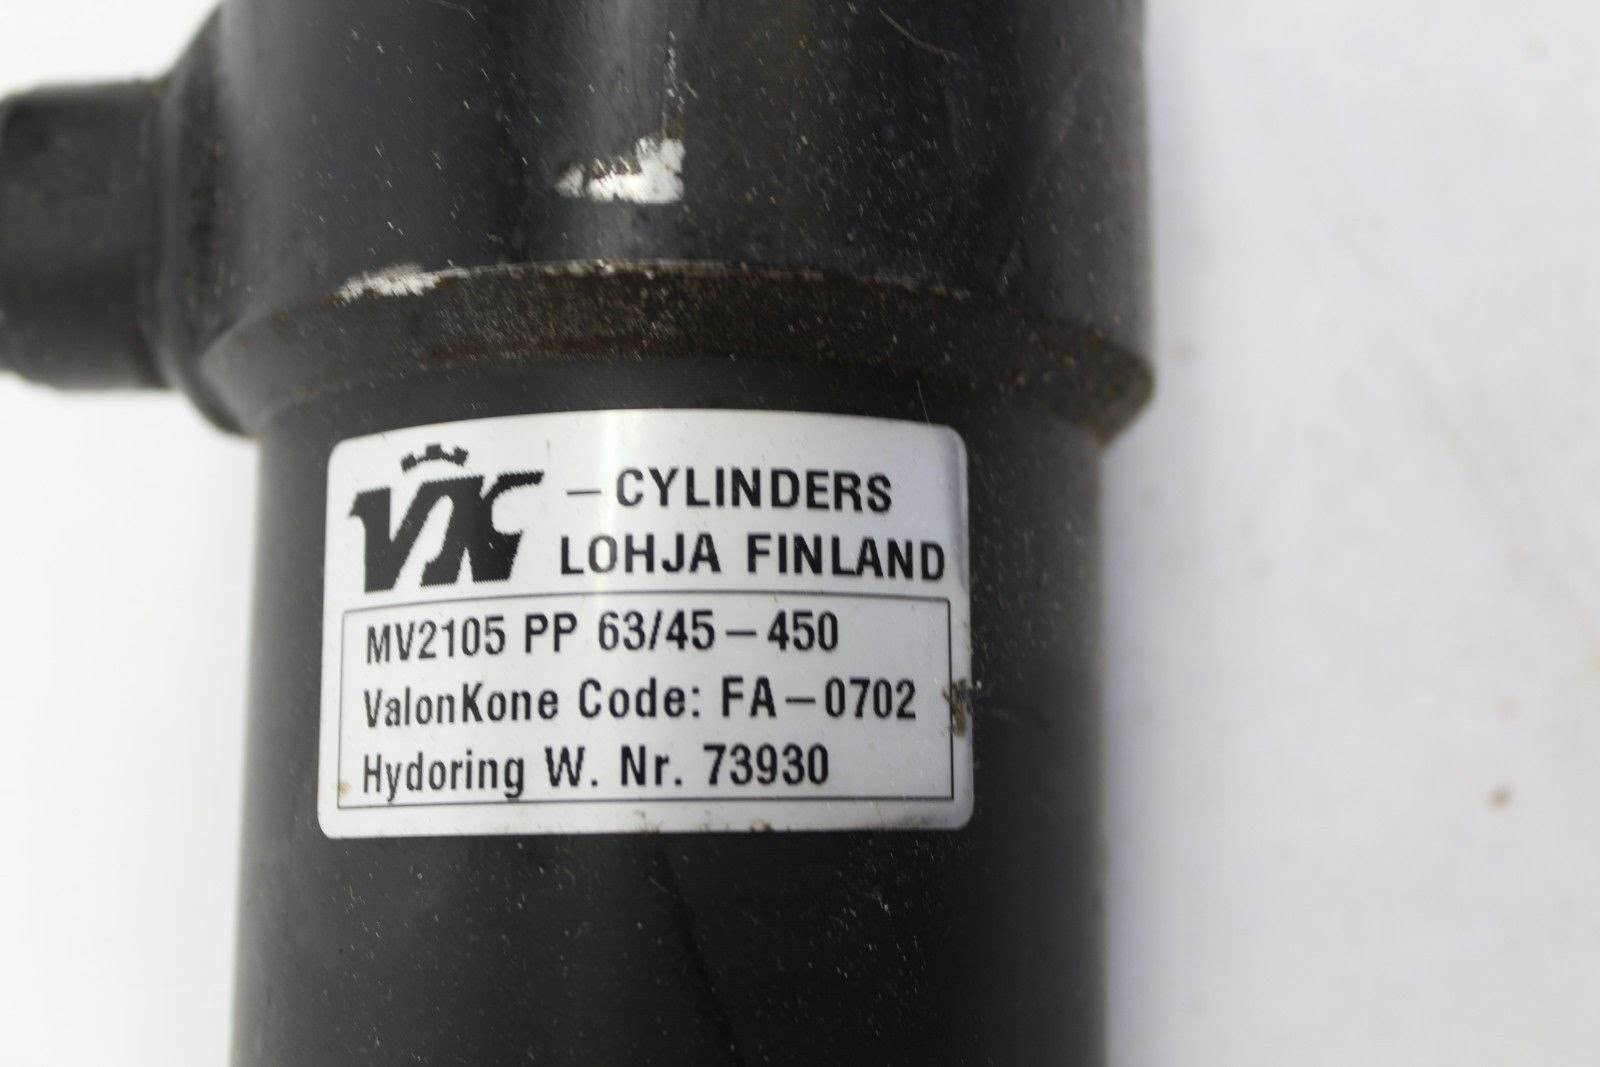 VK – CYLINDERS
LOHJA FINLAND
MV2105 PP 63/45 – 450
ValonKone Code: FA – 0702
Hydoring W. Nr. 73930